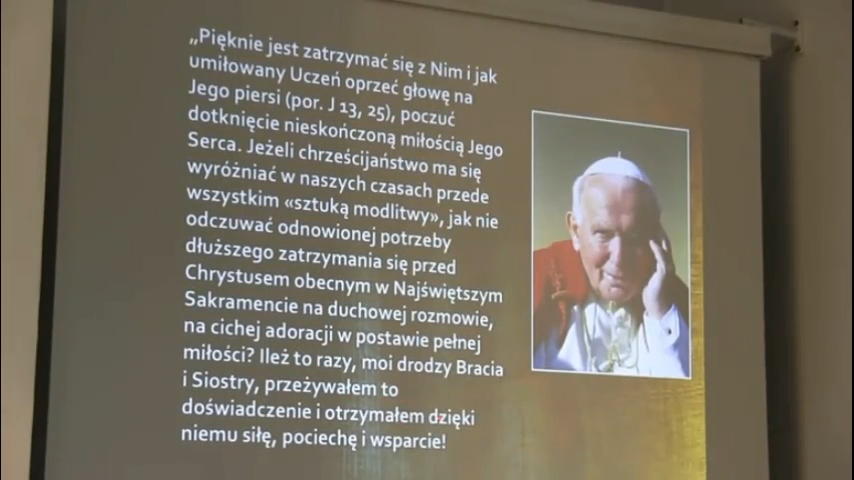 „Pięknie jest zatrzymać się z Nim i jak
umiłowany Uczeń oprzeć głowę na
Jego piersi (por. J 13, 25), poczuć
dotknięcie nieskończoną miłością Jego
Serca. Jeżeli chrześcijaństwo ma się
wyróżniać w naszych czasach przede
wszystkim «sztuką modlitwy», jak nie
odczuwać odnowionej potrzeby
dłuższego zatrzymania się przed
Chrystusem obecnym w Najświętszym
Sakramencie na duchowej rozmowie,
na cichej adoracji w postawie pełnej
miłości? Ileż to razy, moi drodzy Bracia
i Siostry, przeżywałem to
doświadczenie i otrzymałem dzięki
niemu siłę, pociechę i wsparcie!